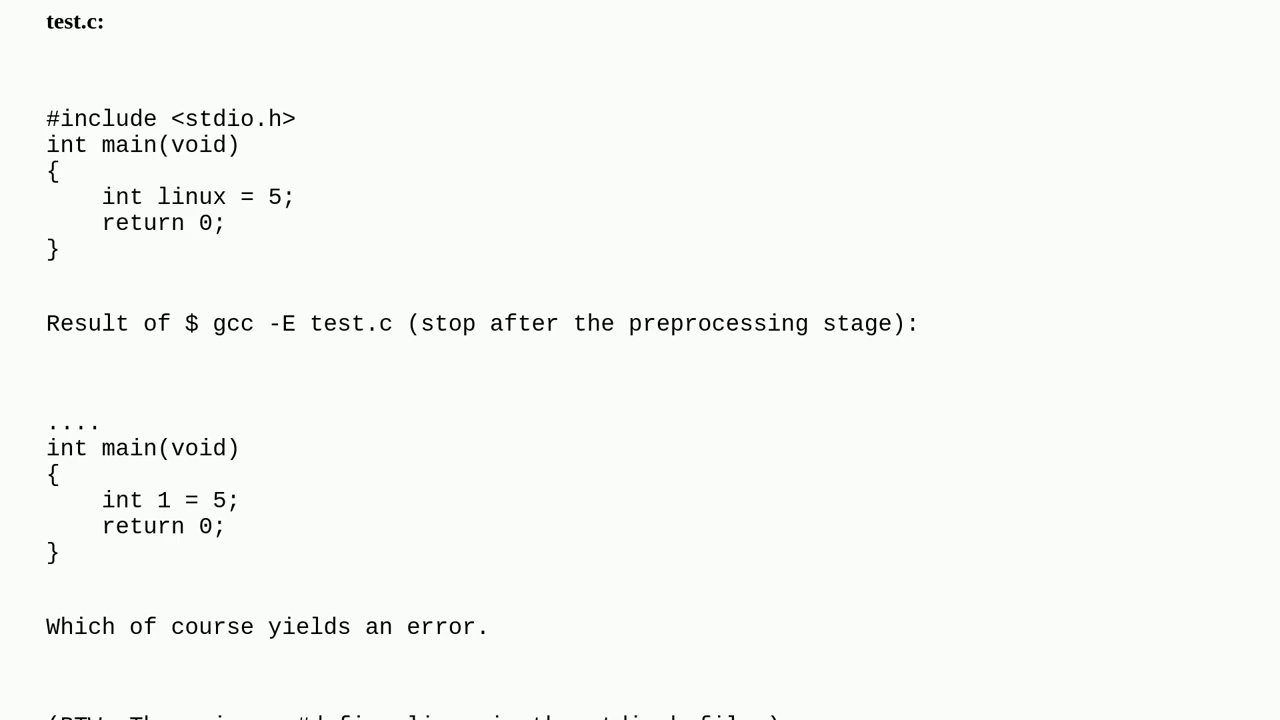 test.c:
#include <stdio.h>
int main(void)
{
    int linux = 5;
    return 0;
}
Result of $ gcc -E test.c (stop after the preprocessing stage):
....
int main(void)
{
    int 1 = 5;
    return 0;
}
Which of course yields an error.